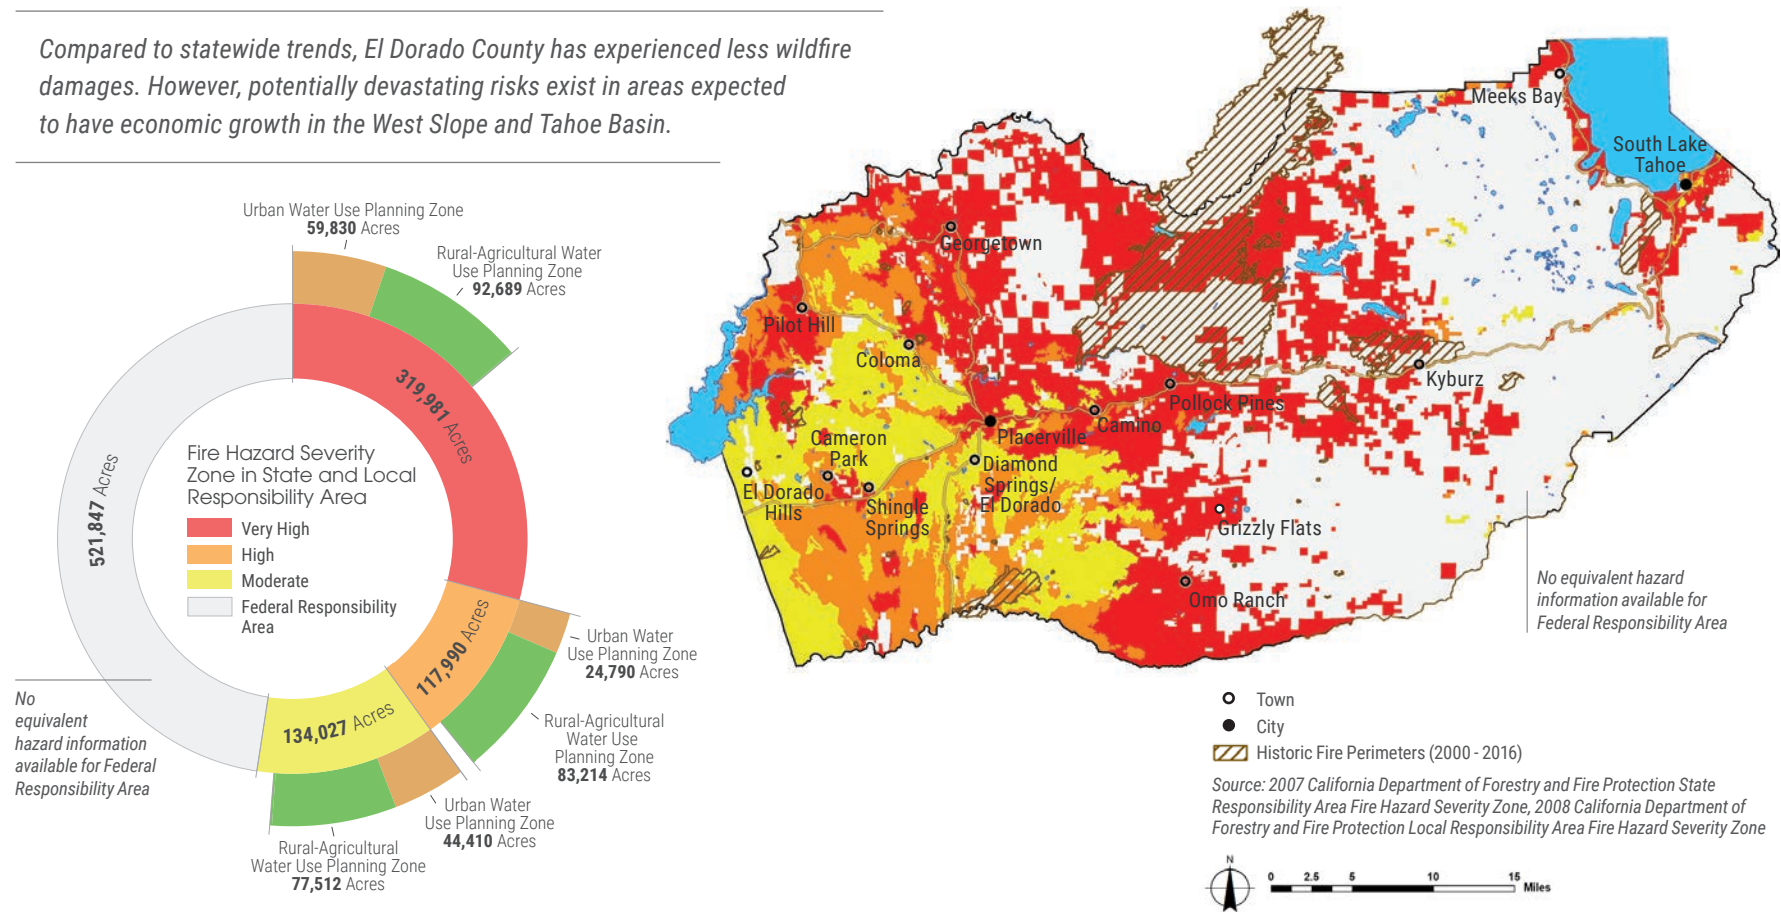 Compared to statewide trends, El Dorado County has experienced less wildfire
damages. However, potentially devastating risks exist in areas expected
to have economic growth in the West Slope and Tahoe Basin.
Urban Water Use Planning Zone
59,830 Acres
Rural-Agricultural Water
Use Planning Zone
92,689 Acres
319,981 Acres
521,847 Acres
Fire Hazard Severity
Zone in State and Local
Responsibility Area
Very High
High
Moderate
Federal Responsibility
Area
117,990 Acres
134,027 Acres
Urban Water
Use Planning Zone
24,790 Acres
Rural-Agricultural
Water Use
Planning Zone
83,214 Acres
Urban Water
Use Planning Zone
44,410 Acres
Rural-Agricultural
Water Use Planning Zone
77,512 Acres
No
equivalent
hazard information
available for Federal
Responsibility Area
Meeks Bay
South Lake
Tahoe
Georgetown
Pilot Hill
Coloma
Kyburz
Pollock Pines
Camino
Placerville
Cameron
Park
Diamond
Springs/
El Dorado
El Dorado
Hills
Shingle
Springs
Grizzly Flats
Omo Ranch
No equivalent hazard
information available for
Federal Responsibility Area
Town
City
Historic Fire Perimeters (2000 - 2016)
Source: 2007 California Department of Forestry and Fire Protection State
Responsibility Area Fire Hazard Severity Zone, 2008 California Department of
Forestry and Fire Protection Local Responsibility Area Fire Hazard Severity Zone
N
0 2.5 5 10 15
Miles